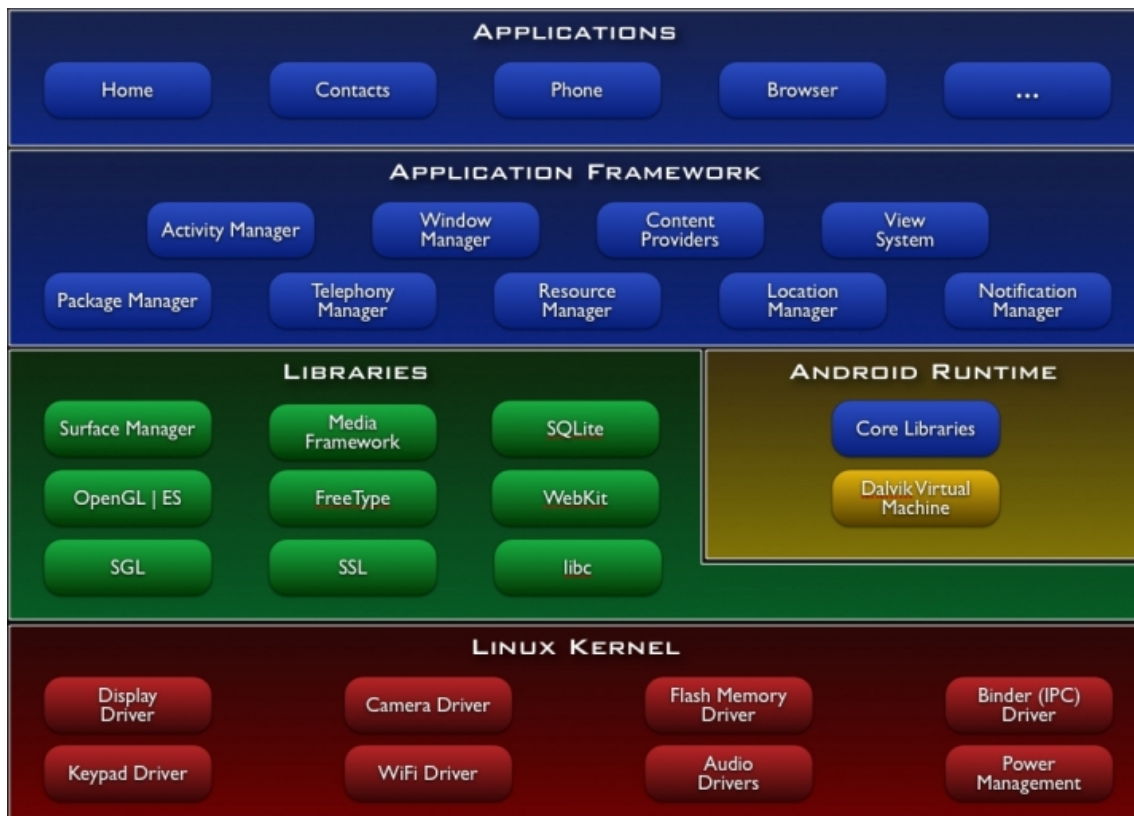 APPLICATIONS
Home
Contacts
Phone
Browser
...
APPLICATION FRAMEWORK
Activity Manager
Window
Manager
Content
Providers
View
System
Package Manager
Telephony
Manager
Resource
Manager
Location
Manager
Notification
Manager
LIBRARIES
Surface Manager
Media
Framework
SQLite
OpenGL | ES
FreeType
WebKit
SGL
SSL
libc
ANDROID RUNTIME
Core Libraries
Dalvik Virtual
Machine
LINUX KERNEL
Display
Driver
Camera Driver
Flash Memory
Driver
Binder (IPC)
Driver
Keypad Driver
WiFi Driver
Audio
Drivers
Power
Management